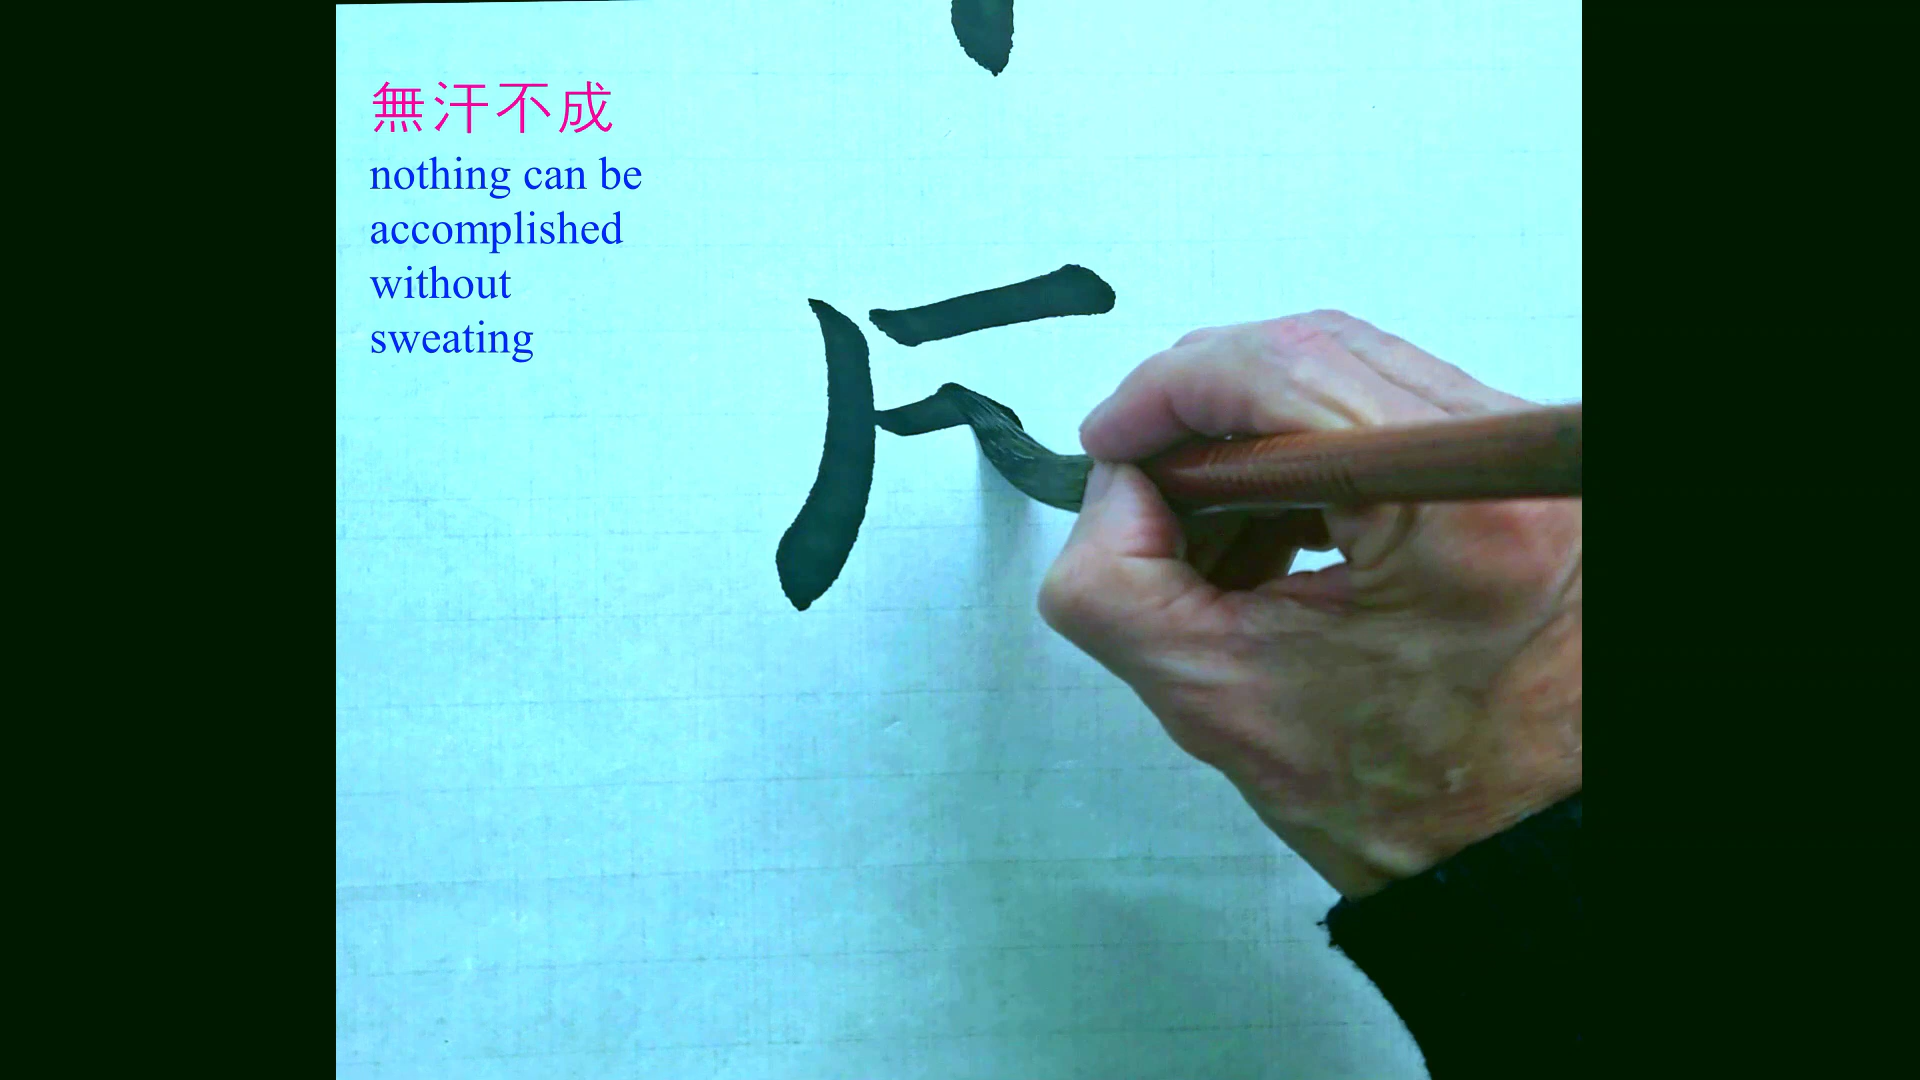 無汗不成
nothing can be
accomplished
without
sweating